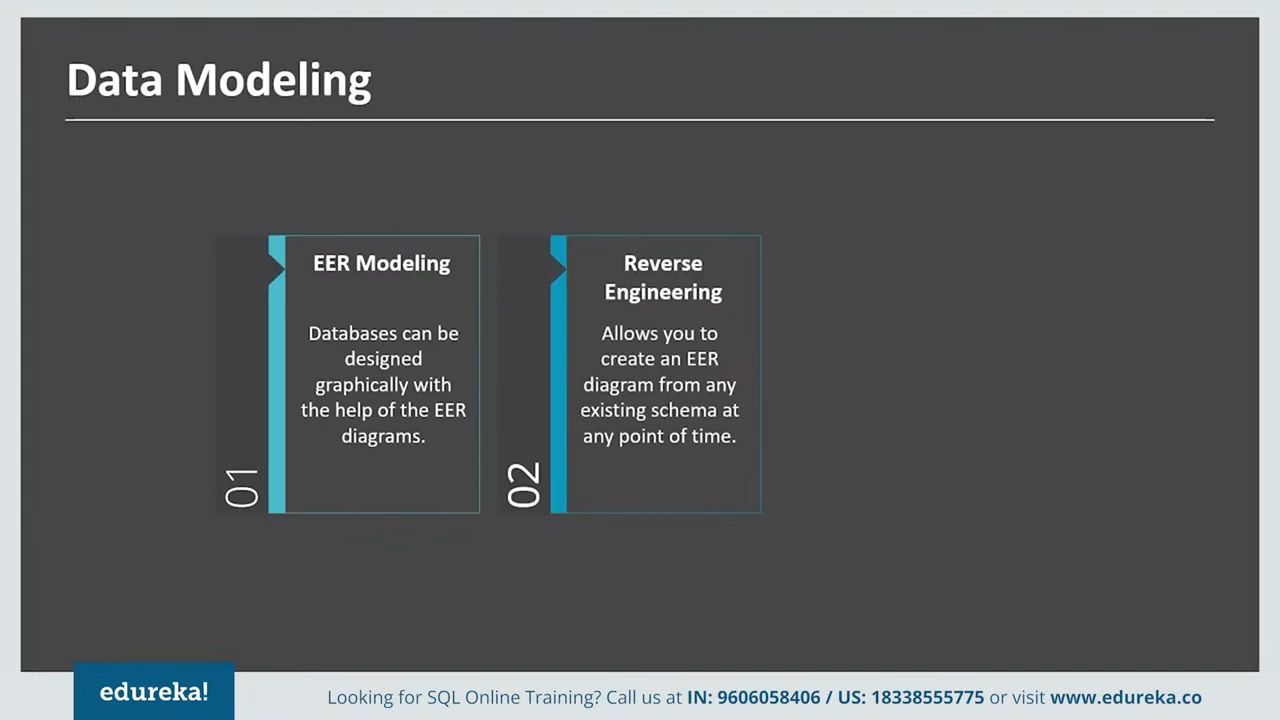 Data Modeling
01
EER Modeling
Databases can be
designed
graphically with
the help of the EER
diagrams.
02
Reverse
Engineering
Allows you to
create an EER
diagram from any
existing schema at
any point of time.
edureka!
Looking for SQL Online Training? Call us at IN: 9606058406 / US: 18338555775 or visit www.edureka.co